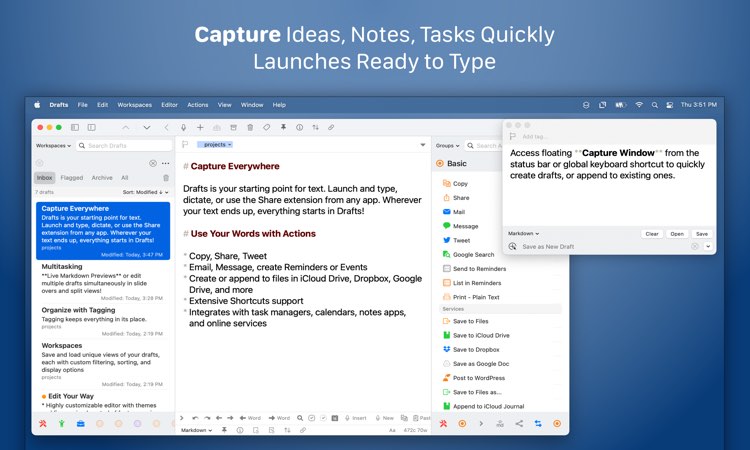 Capture Ideas, Notes, Tasks Quickly
Launches Ready to Type
Drafts File Edit Workspaces Editor Actions View Window Help
Thu 3:51 PM
Workspaces
Search Drafts
Inbox Flagged Archive All
7 drafts
Sort: Modified
Capture Everywhere
Drafts is your starting point for text.
Launch and type, dictate, or use the
Share extension from any app. Wherever
your text ends up, everything starts in Drafts!
projects
Modified: Today, 3:47 PM
Multitasking
**Live Markdown Previews** or edit
multiple drafts simultaneously in slide
overs and split views!
Modified: Today, 3:29 PM
Organize with Tagging
Tagging keeps everything in its place.
projects
Modified: Today, 2:19 PM
Workspaces
Save and load unique views of your drafts,
each with custom filtering, sorting, and
display options
projects
Modified: Today, 2:19 PM
Edit Your Way
* Highly customizable editor with themes
projects
# Capture Everywhere
Drafts is your starting point for text. Launch and type,
dictate, or use the Share extension from any app. Wherever
your text ends up, everything starts in Drafts!
# Use Your Words with Actions
* Copy, Share, Tweet
* Email, Message, create Reminders or Events
* Create or append to files in iCloud Drive, Dropbox, Google
Drive, and more
* Extensive Shortcuts support
* Integrates with task managers, calendars, notes apps,
and online services
Word Word Insert New Past
Markdown
Aa 472c 70w
Groups
Search A
Basic
Copy
Share
Mail
Message
Tweet
Google Search
Send to Reminders
List in Reminders
Print - Plain Text
Services
Save to Files
Save to iCloud Drive
Save to Dropbox
Save as Google Doc
Post to WordPress
Save to Files as...
Append to iCloud Journal
Add tag...
Access floating **Capture Window** from the
status bar or global keyboard shortcut to quickly
create drafts, or append to existing ones.
Markdown
Clear Open Save
Save as New Draft